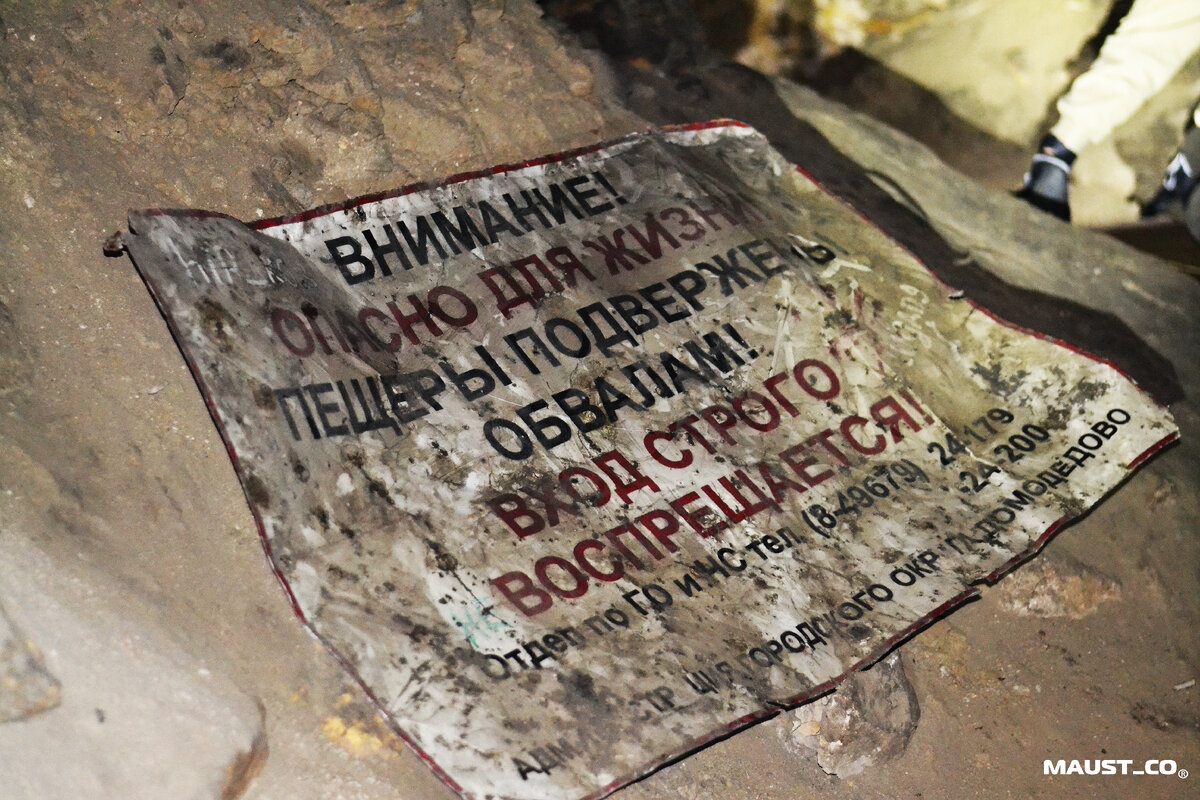 ВНИМАНИЕ!
ОПАСНО ДЛЯ ЖИЗНИ
ПЕЩЕРЫ ПОДВЕРЖЕНЫ
ОБВАЛАМ!
ВХОД СТРОГО
ВОСПРЕЩАЕТСЯ!
НЕ
Отдел по ГО и ЧС тел. (8-49679) 24-179
24-200
ГОРОДСКОГО ОКРУГА ДОМОДЕДОВО
MAUST_CO®